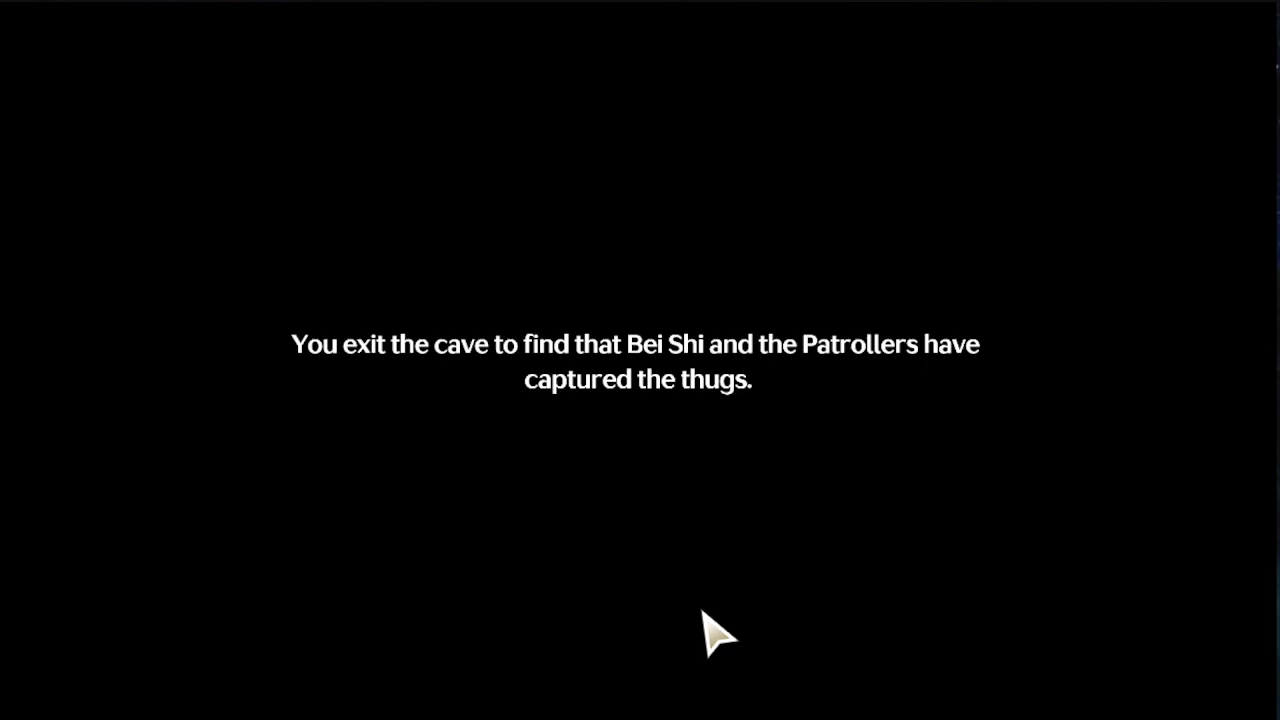 You exit the cave to find that Bei Shi and the Patrollers have
captured the thugs.